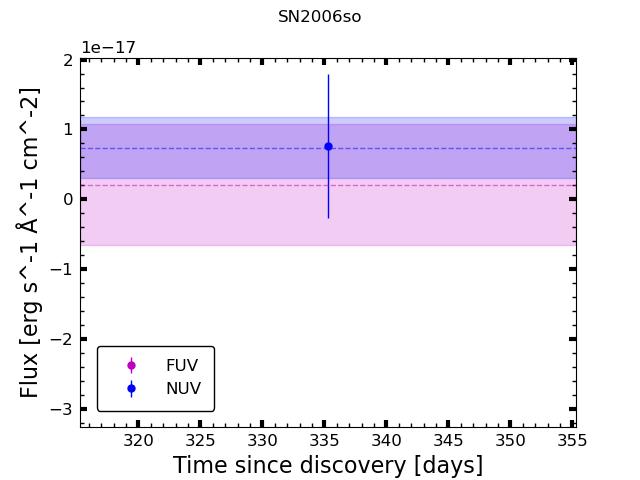 SN2006so
1e−17
2
1
0
−1
−2
−3
Flux [erg s^-1 Å^-1 cm^-2]
FUV
NUV
320 325 330 335 340 345 350 355
Time since discovery [days]